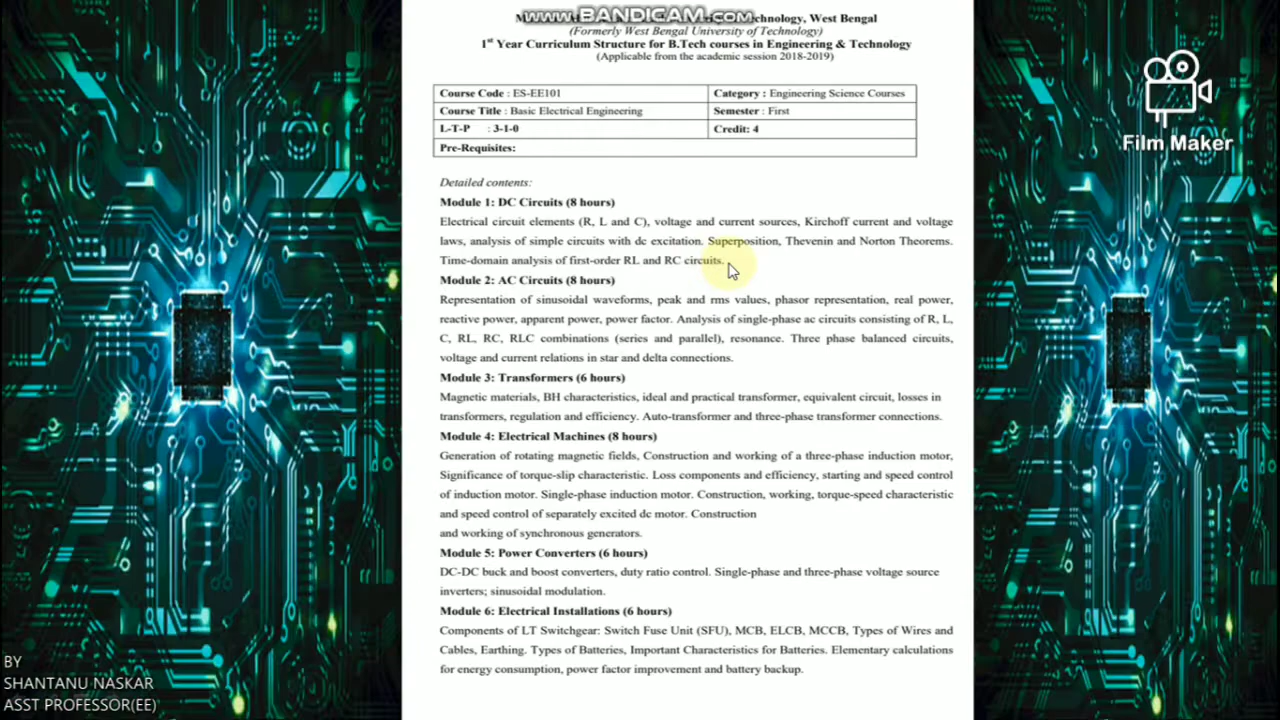 www.BANDICAM.com
Technology, West Bengal
(Formerly West Bengal University of Technology)
1st Year Curriculum Structure for B.Tech courses in Engineering & Technology
(Applicable from the academic session 2018-2019)
Course Code : ES-EE101 Category : Engineering Science Courses
Course Title : Basic Electrical Engineering Semester : First
L-T-P : 3-1-0 Credit: 4
Pre-Requisites:
Film Maker
Detailed contents:
Module 1: DC Circuits (8 hours)
Electrical circuit elements (R, L and C), voltage and current sources, Kirchoff current and voltage
laws, analysis of simple circuits with dc excitation. Superposition, Thevenin and Norton Theorems.
Time-domain analysis of first-order RL and RC circuits.
Module 2: AC Circuits (8 hours)
Representation of sinusoidal waveforms, peak and rms values, phasor representation, real power,
reactive power, apparent power, power factor. Analysis of single-phase ac circuits consisting of R, L,
C, RL, RC, RLC combinations (series and parallel), resonance. Three phase balanced circuits,
voltage and current relations in star and delta connections.
Module 3: Transformers (6 hours)
Magnetic materials, BH characteristics, ideal and practical transformer, equivalent circuit, losses in
transformers, regulation and efficiency. Auto-transformer and three-phase transformer connections.
Module 4: Electrical Machines (8 hours)
Generation of rotating magnetic fields, Construction and working of a three-phase induction motor,
Significance of torque-slip characteristic. Loss components and efficiency, starting and speed control
of induction motor. Single-phase induction motor. Construction, working, torque-speed characteristic
and speed control of separately excited dc motor. Construction
and working of synchronous generators.
Module 5: Power Converters (6 hours)
DC-DC buck and boost converters, duty ratio control. Single-phase and three-phase voltage source
inverters; sinusoidal modulation.
Module 6: Electrical Installations (6 hours)
Components of LT Switchgear: Switch Fuse Unit (SFU), MCB, ELCB, MCCB, Types of Wires and
Cables, Earthing. Types of Batteries, Important Characteristics for Batteries. Elementary calculations
for energy consumption, power factor improvement and battery backup.
BY
SHANTANU NASKAR
ASST PROFESSOR(EE)